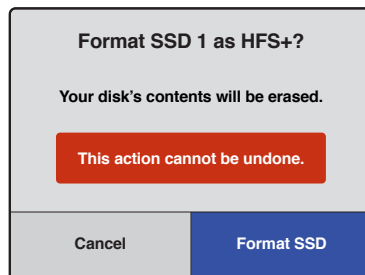 Format SSD 1 as HFS+?
Your disk’s contents will be erased.
This action cannot be undone.
Cancel
Format SSD